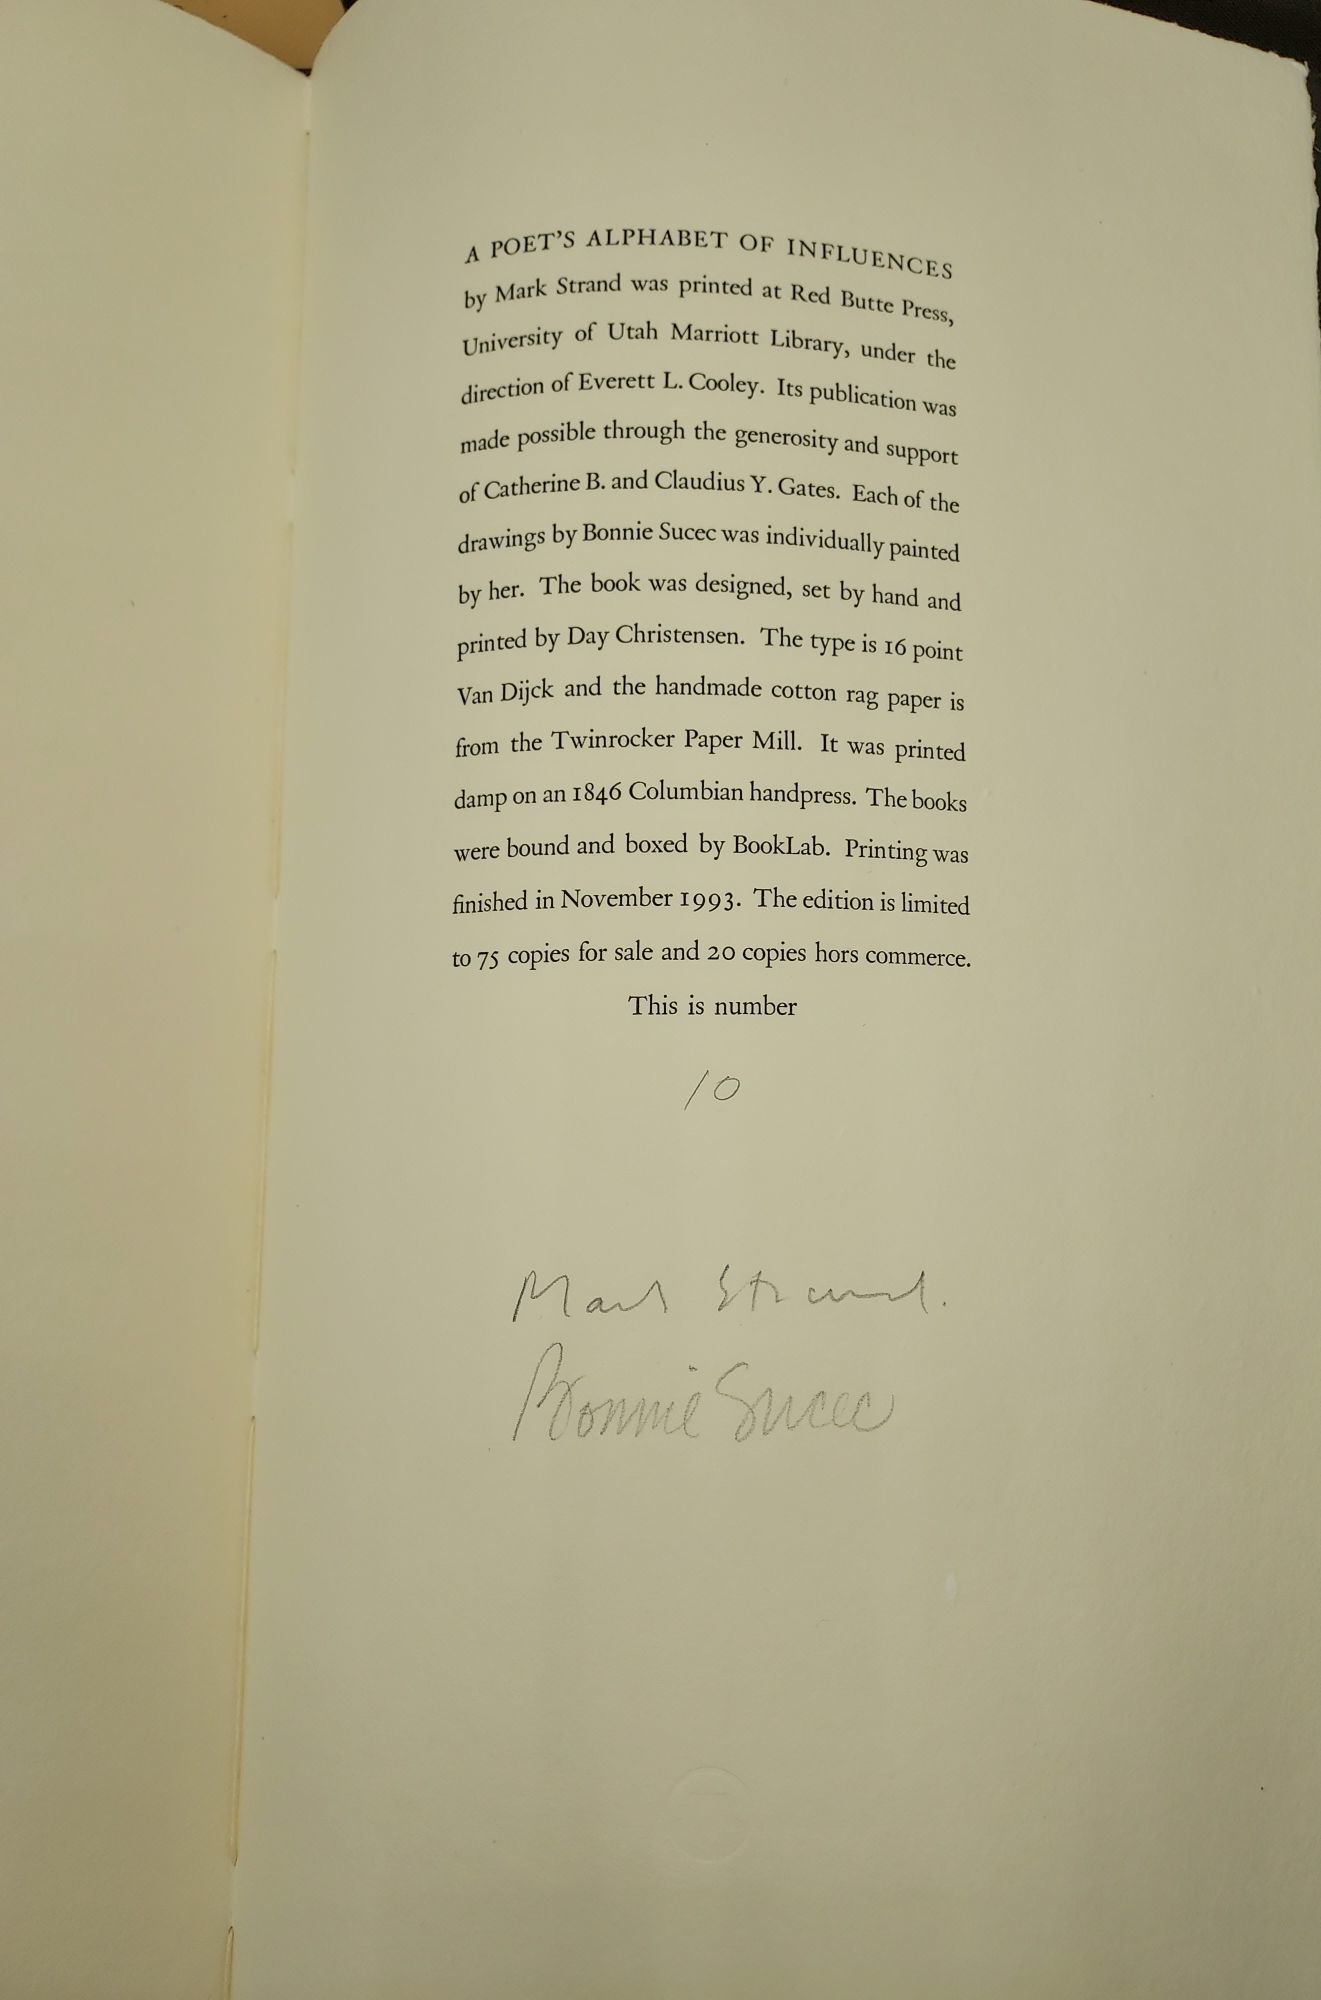 A POET'S ALPHABET OF INFLUENCES
by Mark Strand was printed at Red Butte Press,
University of Utah Marriott Library, under the
direction of Everett L. Cooley. Its publication was
made possible through the generosity and support
of Catherine B. and Claudius Y. Gates. Each of the
drawings by Bonnie Sucec was individually painted
by her. The book was designed, set by hand and
printed by Day Christensen. The type is 16 point
Van Dijck and the handmade cotton rag paper is
from the Twinrocker Paper Mill. It was printed
damp on an 1846 Columbian handpress. The books
were bound and boxed by BookLab. Printing was
finished in November 1993. The edition is limited
to 75 copies for sale and 20 copies hors commerce.
This is number
10
Mark Strand.
Bonnie Sucec